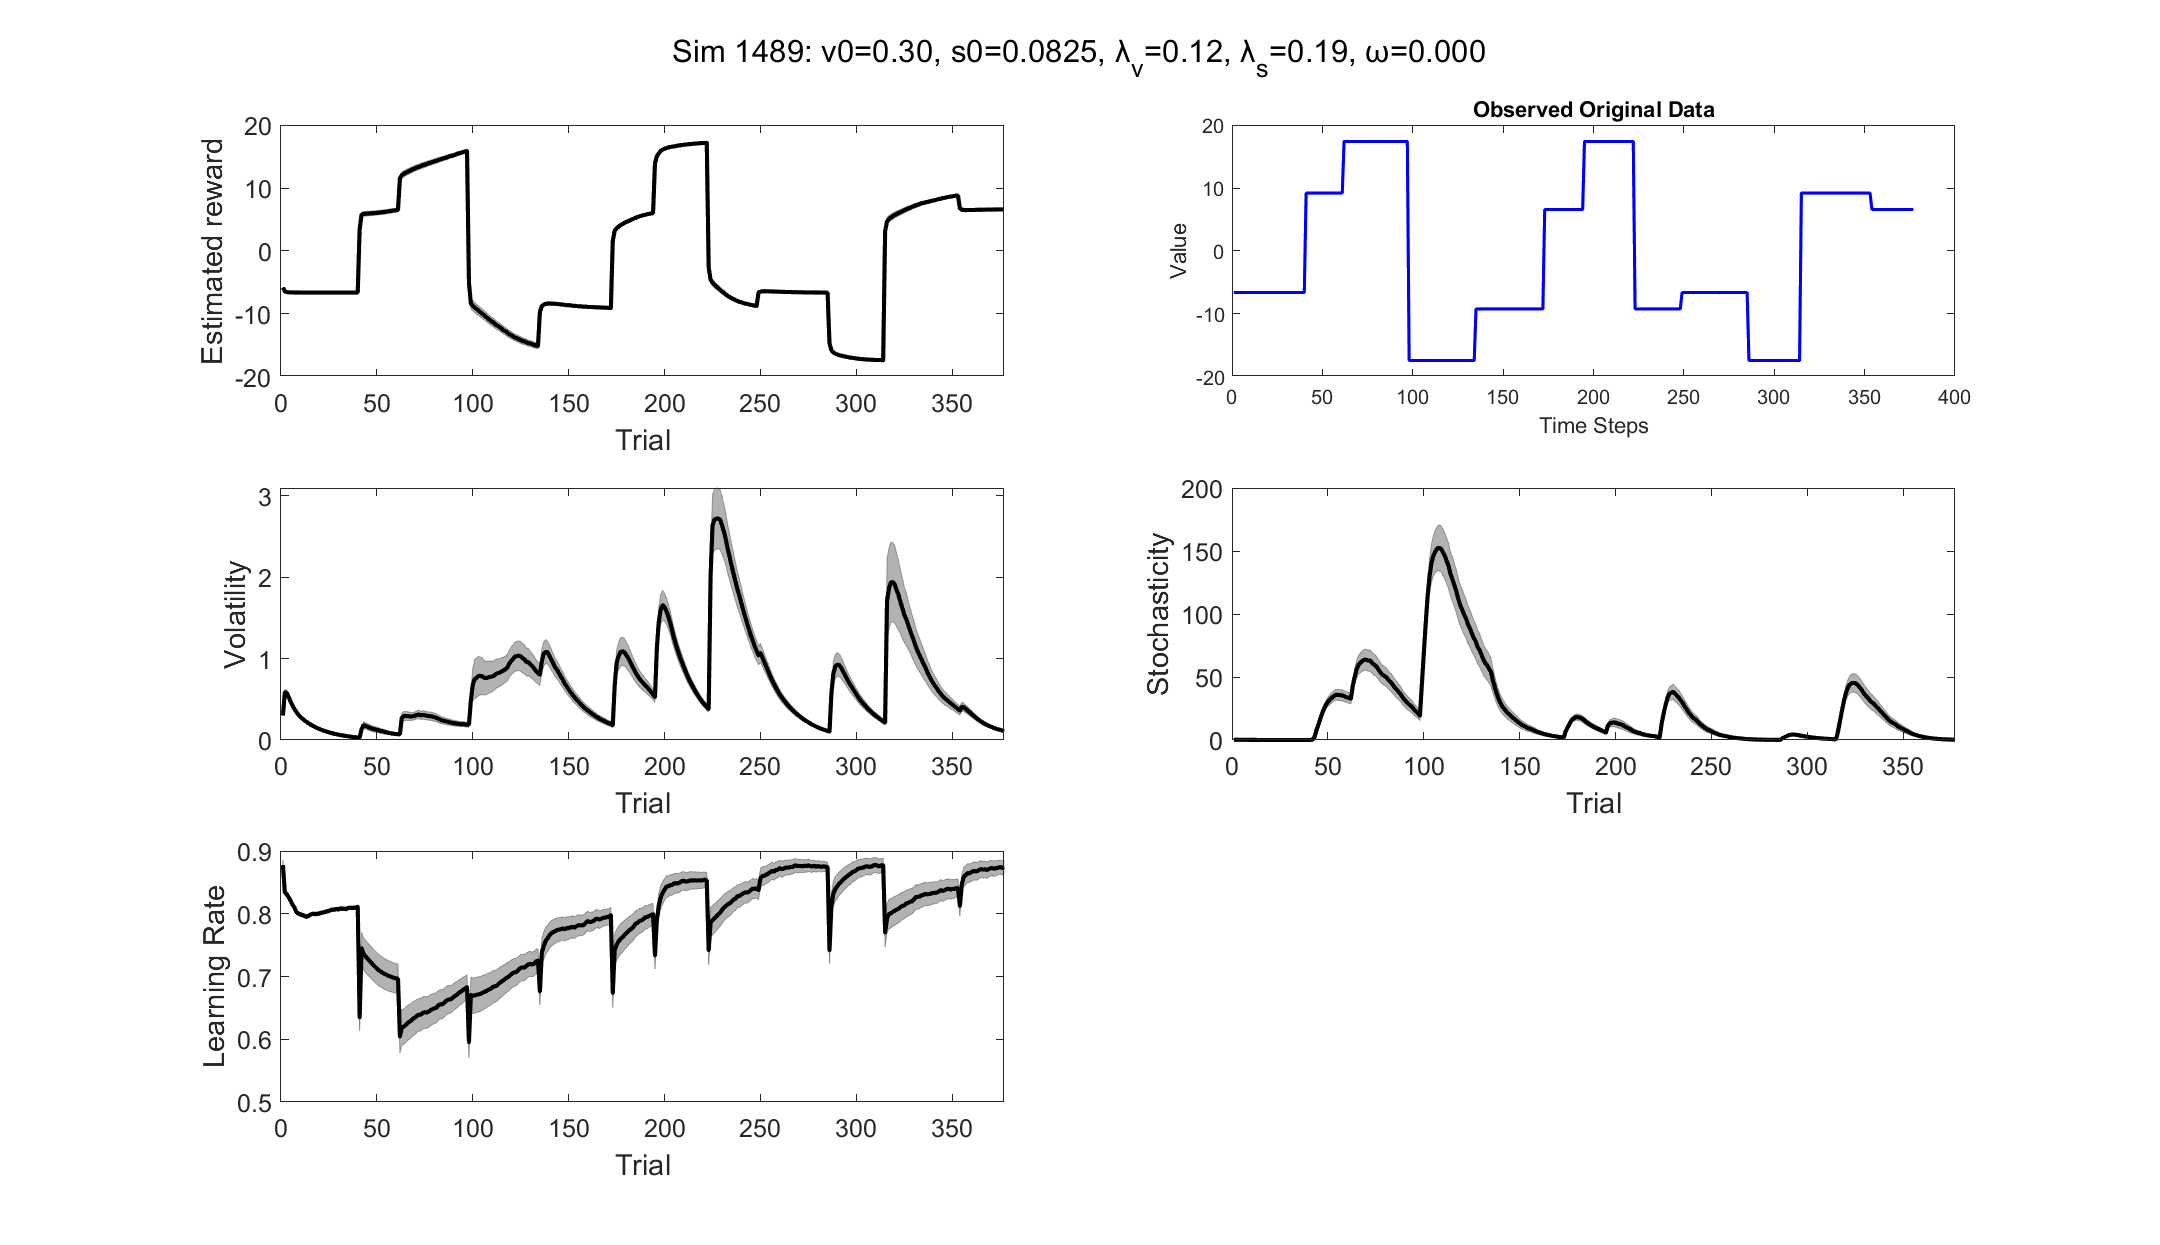 Sim 1489: v0=0.30, s0=0.0825, λ_v=0.12, λ_s=0.19, ω=0.000
Estimated reward
20
10
0
-10
-20
0 50 100 150 200 250 300 350
Trial
Observed Original Data
Value
20
10
0
-10
-20
0 50 100 150 200 250 300 350 400
Time Steps
Volatility
3
2
1
0
0 50 100 150 200 250 300 350
Trial
Stochasticity
200
150
100
50
0
0 50 100 150 200 250 300 350
Trial
Learning Rate
0.9
0.8
0.7
0.6
0.5
0 50 100 150 200 250 300 350
Trial